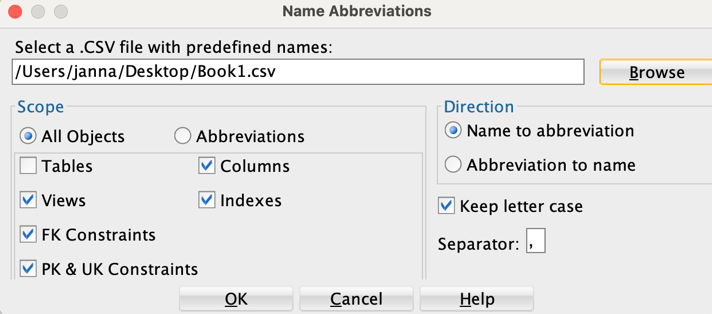 Name Abbreviations
Select a .CSV file with predefined names:
/Users/janna/Desktop/Book1.csv
Browse
Scope
All Objects
Abbreviations
Tables
Columns
Views
Indexes
FK Constraints
PK & UK Constraints
Direction
Name to abbreviation
Abbreviation to name
Keep letter case
Separator: ,
OK
Cancel
Help